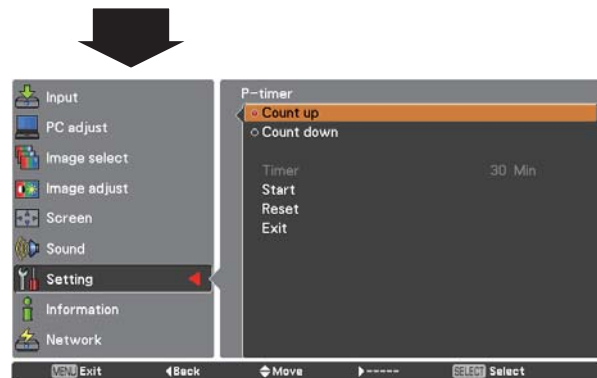 Input
PC adjust
Image select
Image adjust
Screen
Sound
Setting
Information
Network
P-timer
Count up
Count down
Timer 30 Min
Start
Reset
Exit
MENU Exit Back Move ----- SELECT Select